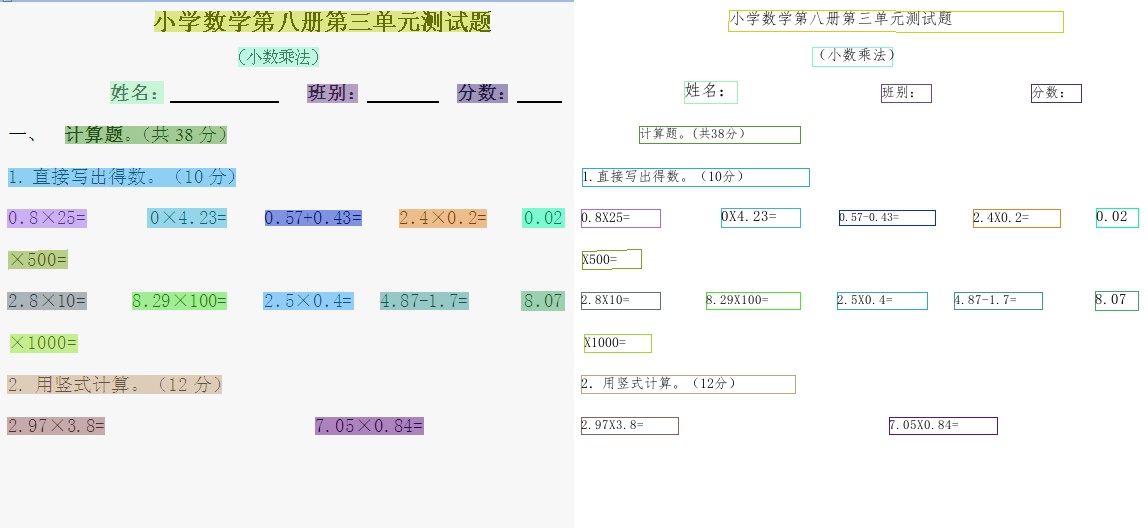 小学数学第八册第三单元测试题
（小数乘法）
姓名： 班别： 分数：
一、 计算题。（共 38 分）
1. 直接写出得数。（10 分）
0.8×25= 0×4.23= 0.57+0.43= 2.4×0.2= 0.02
×500=
2.8×10= 8.29×100= 2.5×0.4= 4.87-1.7= 8.07
×1000=
2. 用竖式计算。（12 分）
2.97×3.8= 7.05×0.84=
小学数学第八册第三单元测试题
（小数乘法）
姓名： 班别： 分数：
计算题。（共38分）
1.直接写出得数。（10分）
0.8X25= 0X4.23= 0.57-0.43= 2.4X0.2= 0.02
X500=
2.8X10= 8.29X100= 2.5X0.4= 4.87-1.7= 8.07
X1000=
2. 用竖式计算。（12分）
2.97X3.8= 7.05X0.84=